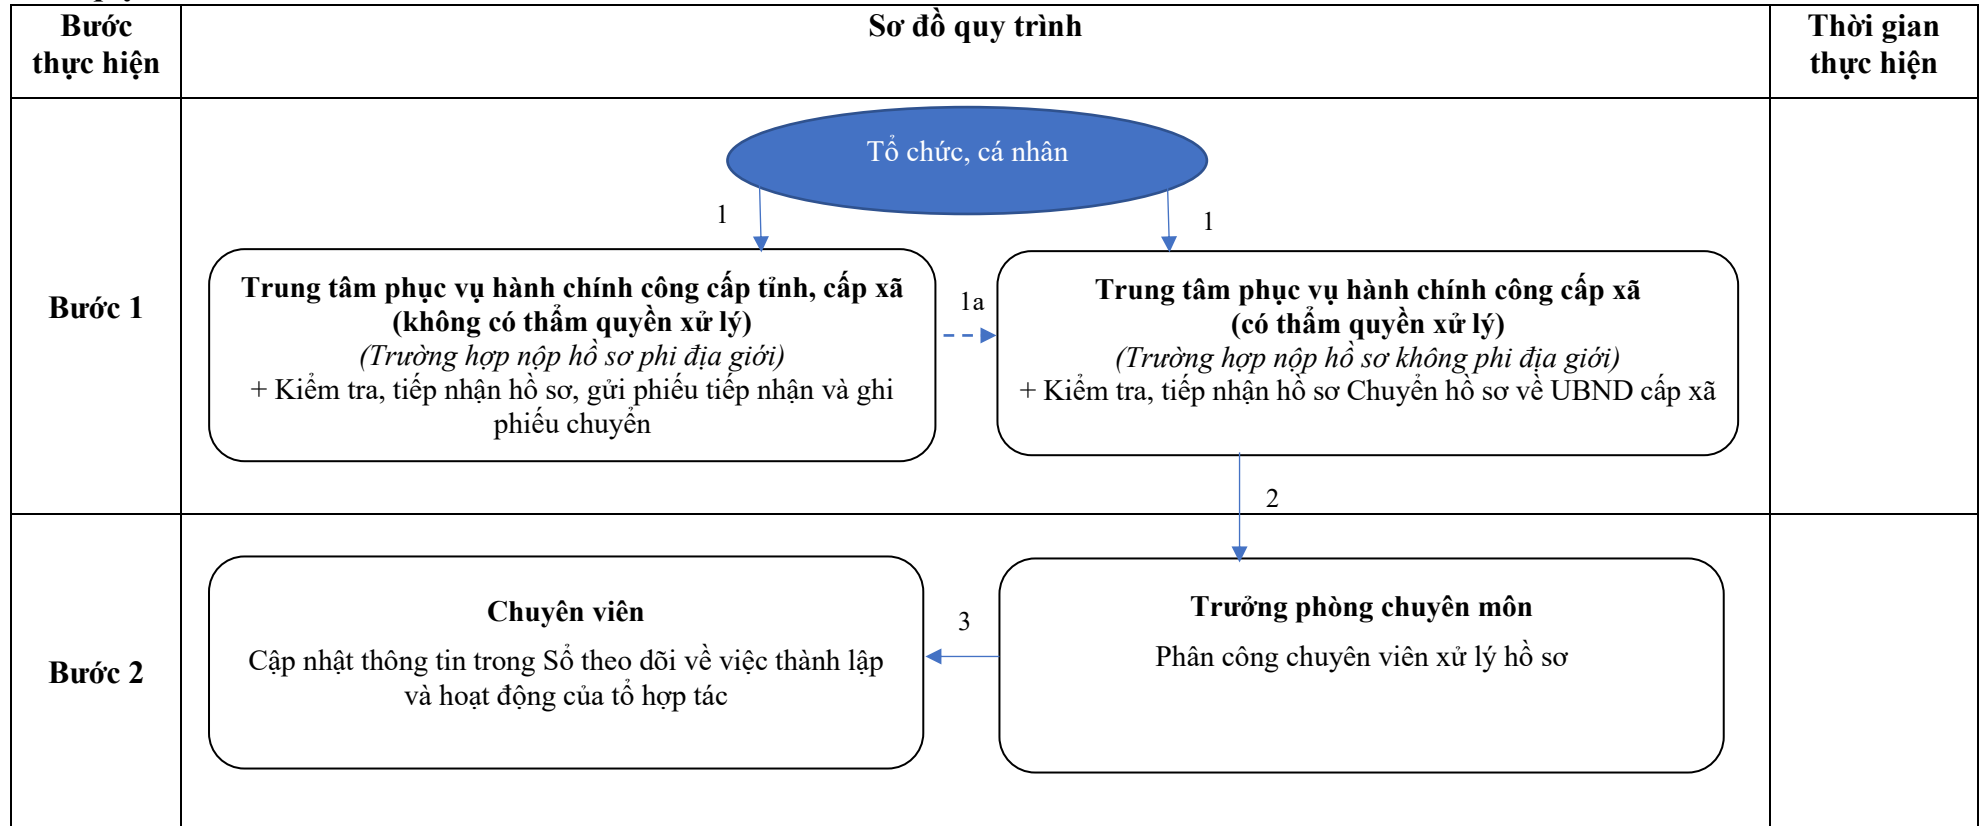 Bước
thực hiện
Sơ đồ quy trình
Thời gian
thực hiện
Bước 1
Tổ chức, cá nhân
1
1
Trung tâm phục vụ hành chính công cấp tỉnh, cấp xã
(không có thẩm quyền xử lý)
(Trường hợp nộp hồ sơ phi địa giới)
+ Kiểm tra, tiếp nhận hồ sơ, gửi phiếu tiếp nhận và ghi
phiếu chuyển
1a
Trung tâm phục vụ hành chính công cấp xã
(có thẩm quyền xử lý)
(Trường hợp nộp hồ sơ không phi địa giới)
+ Kiểm tra, tiếp nhận hồ sơ Chuyển hồ sơ về UBND cấp xã
2
Bước 2
Chuyên viên
Cập nhật thông tin trong Sổ theo dõi về việc thành lập
và hoạt động của tổ hợp tác
3
Trưởng phòng chuyên môn
Phân công chuyên viên xử lý hồ sơ